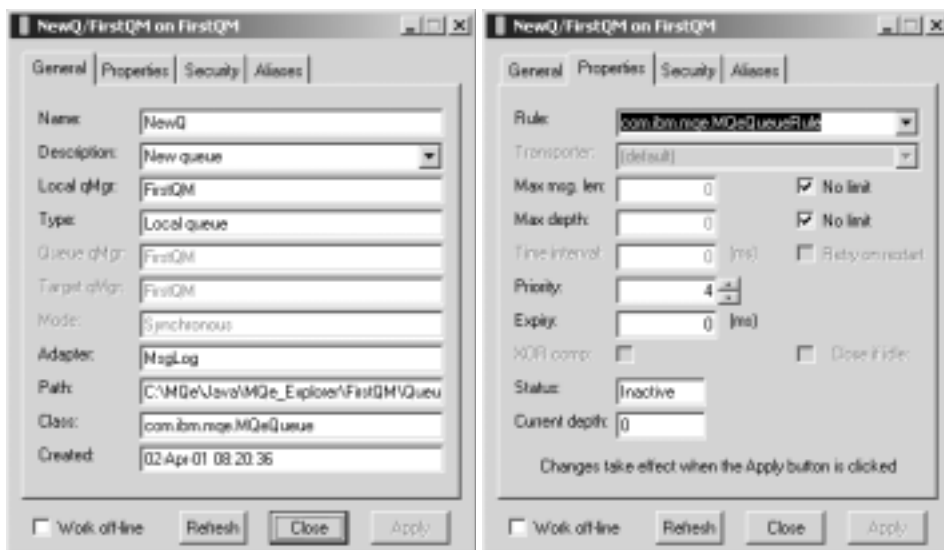 NewQ/FirstQM on FirstQM
General Properties Security Aliases
Name: NewQ
Description: New queue
Local qMgr: FirstQM
Type: Local queue
Queue qMgr: FirstQM
Target qMgr: FirstQM
Mode: Synchronous
Adapter: MsgLog
Path: C:\MQe\Java\MQe_Explorer\FirstQM\Queu
Class: com.ibm.mqe.MQeQueue
Created: 02-Apr-01 08:20:36
Work off-line Refresh Close Apply
NewQ/FirstQM on FirstQM
General Properties Security Aliases
Rule: com.ibm.mqe.MQeQueueRule
Transporter: (default)
Max msg. len: 0 No limit
Max depth: 0 No limit
Time interval: 0 (ms) Retry on restart
Priority: 4
Expiry: 0 (ms)
XOR comp: Close if idle:
Status: Inactive
Current depth: 0
Changes take effect when the Apply button is clicked
Work off-line Refresh Close Apply